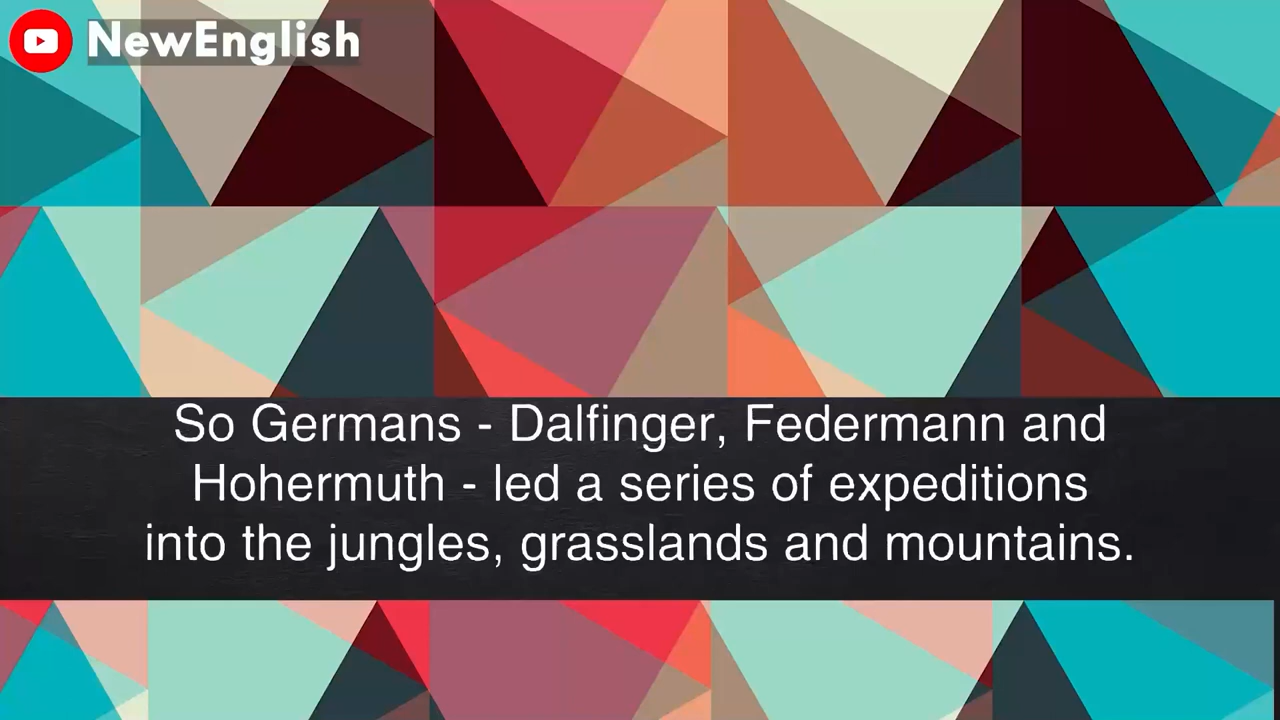 NewEnglish
So Germans - Dalfinger, Federmann and
Hohermuth - led a series of expeditions
into the jungles, grasslands and mountains.